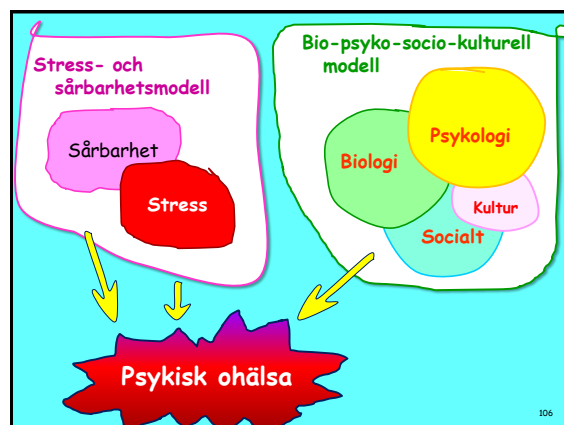 Stress- och
sårbarhetsmodell
Sårbarhet
Stress
Bio-psyko-socio-kulturell
modell
Psykologi
Biologi
Kultur
Socialt
Psykisk ohälsa
106